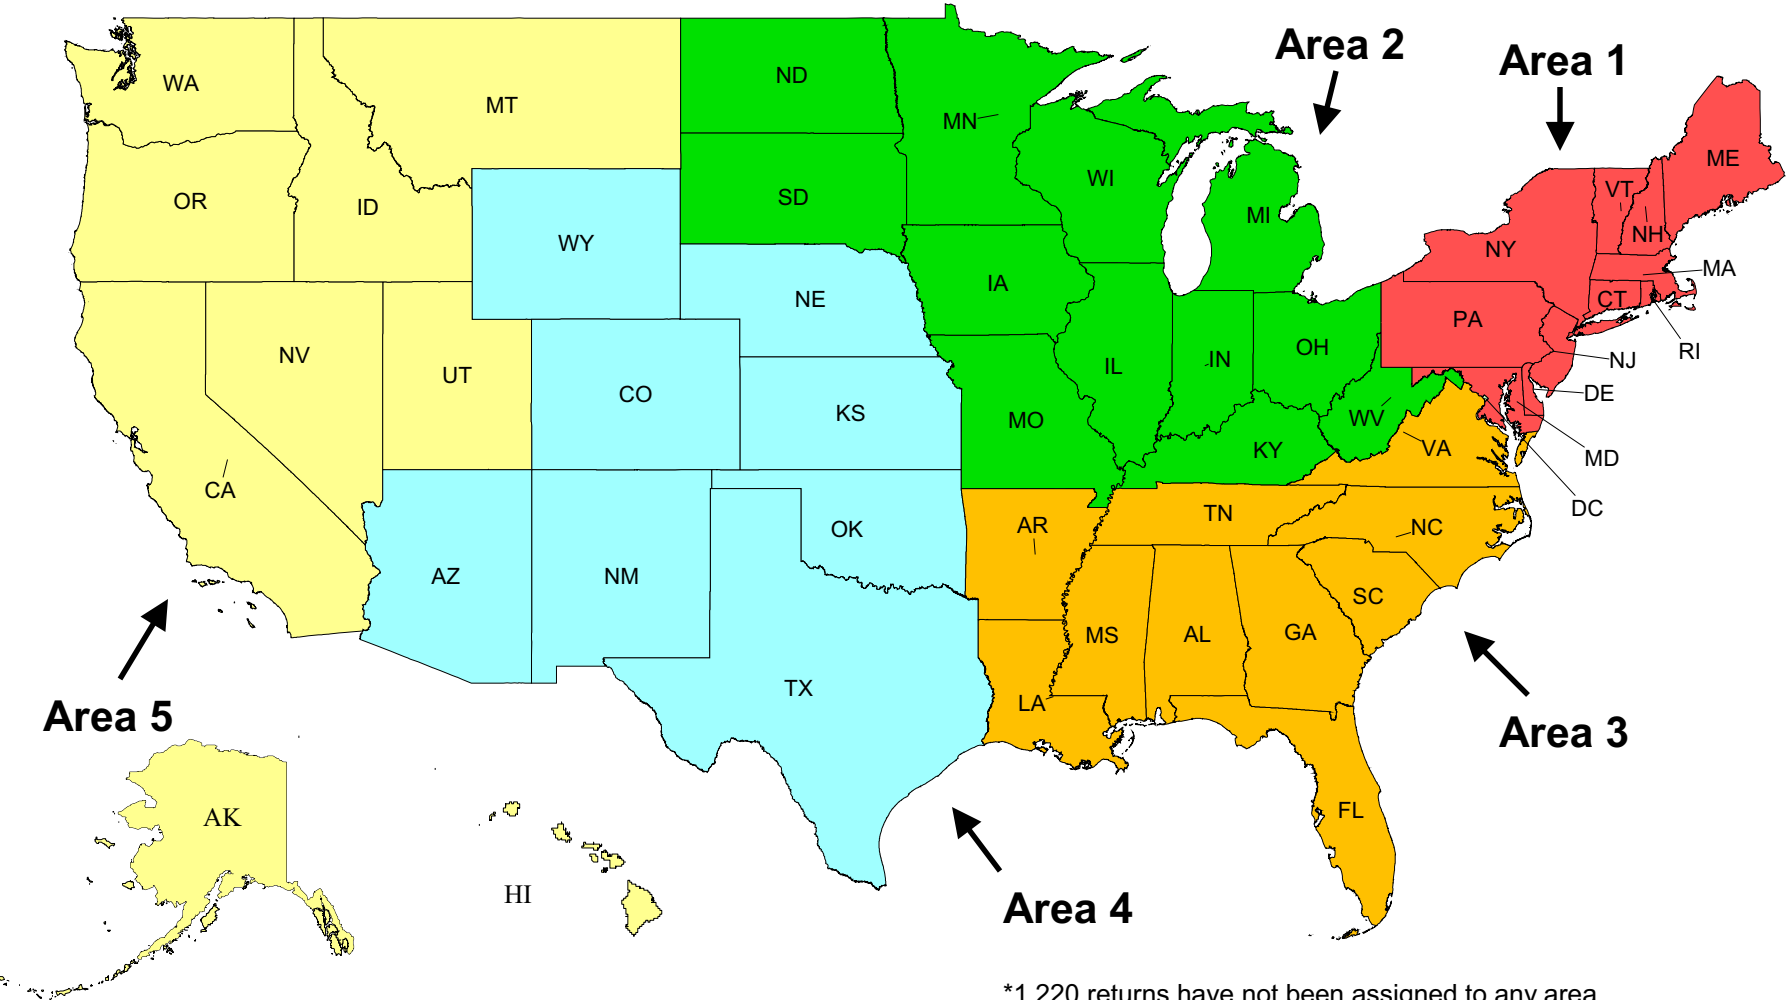 Area 2
Area 1
WA
MT
ND
MN
ME
OR
ID
SD
WI
MI
VT
NH
WY
NY
MA
NE
IA
CT
PA
RI
NV
UT
CO
KS
IL
IN
OH
NJ
DE
MO
WV
KY
VA
MD
CA
DC
AR
TN
NC
OK
AZ
NM
SC
MS
AL
GA
TX
LA
Area 5
Area 3
FL
AK
HI
Area 4
*1,220 returns have not been assigned to any area